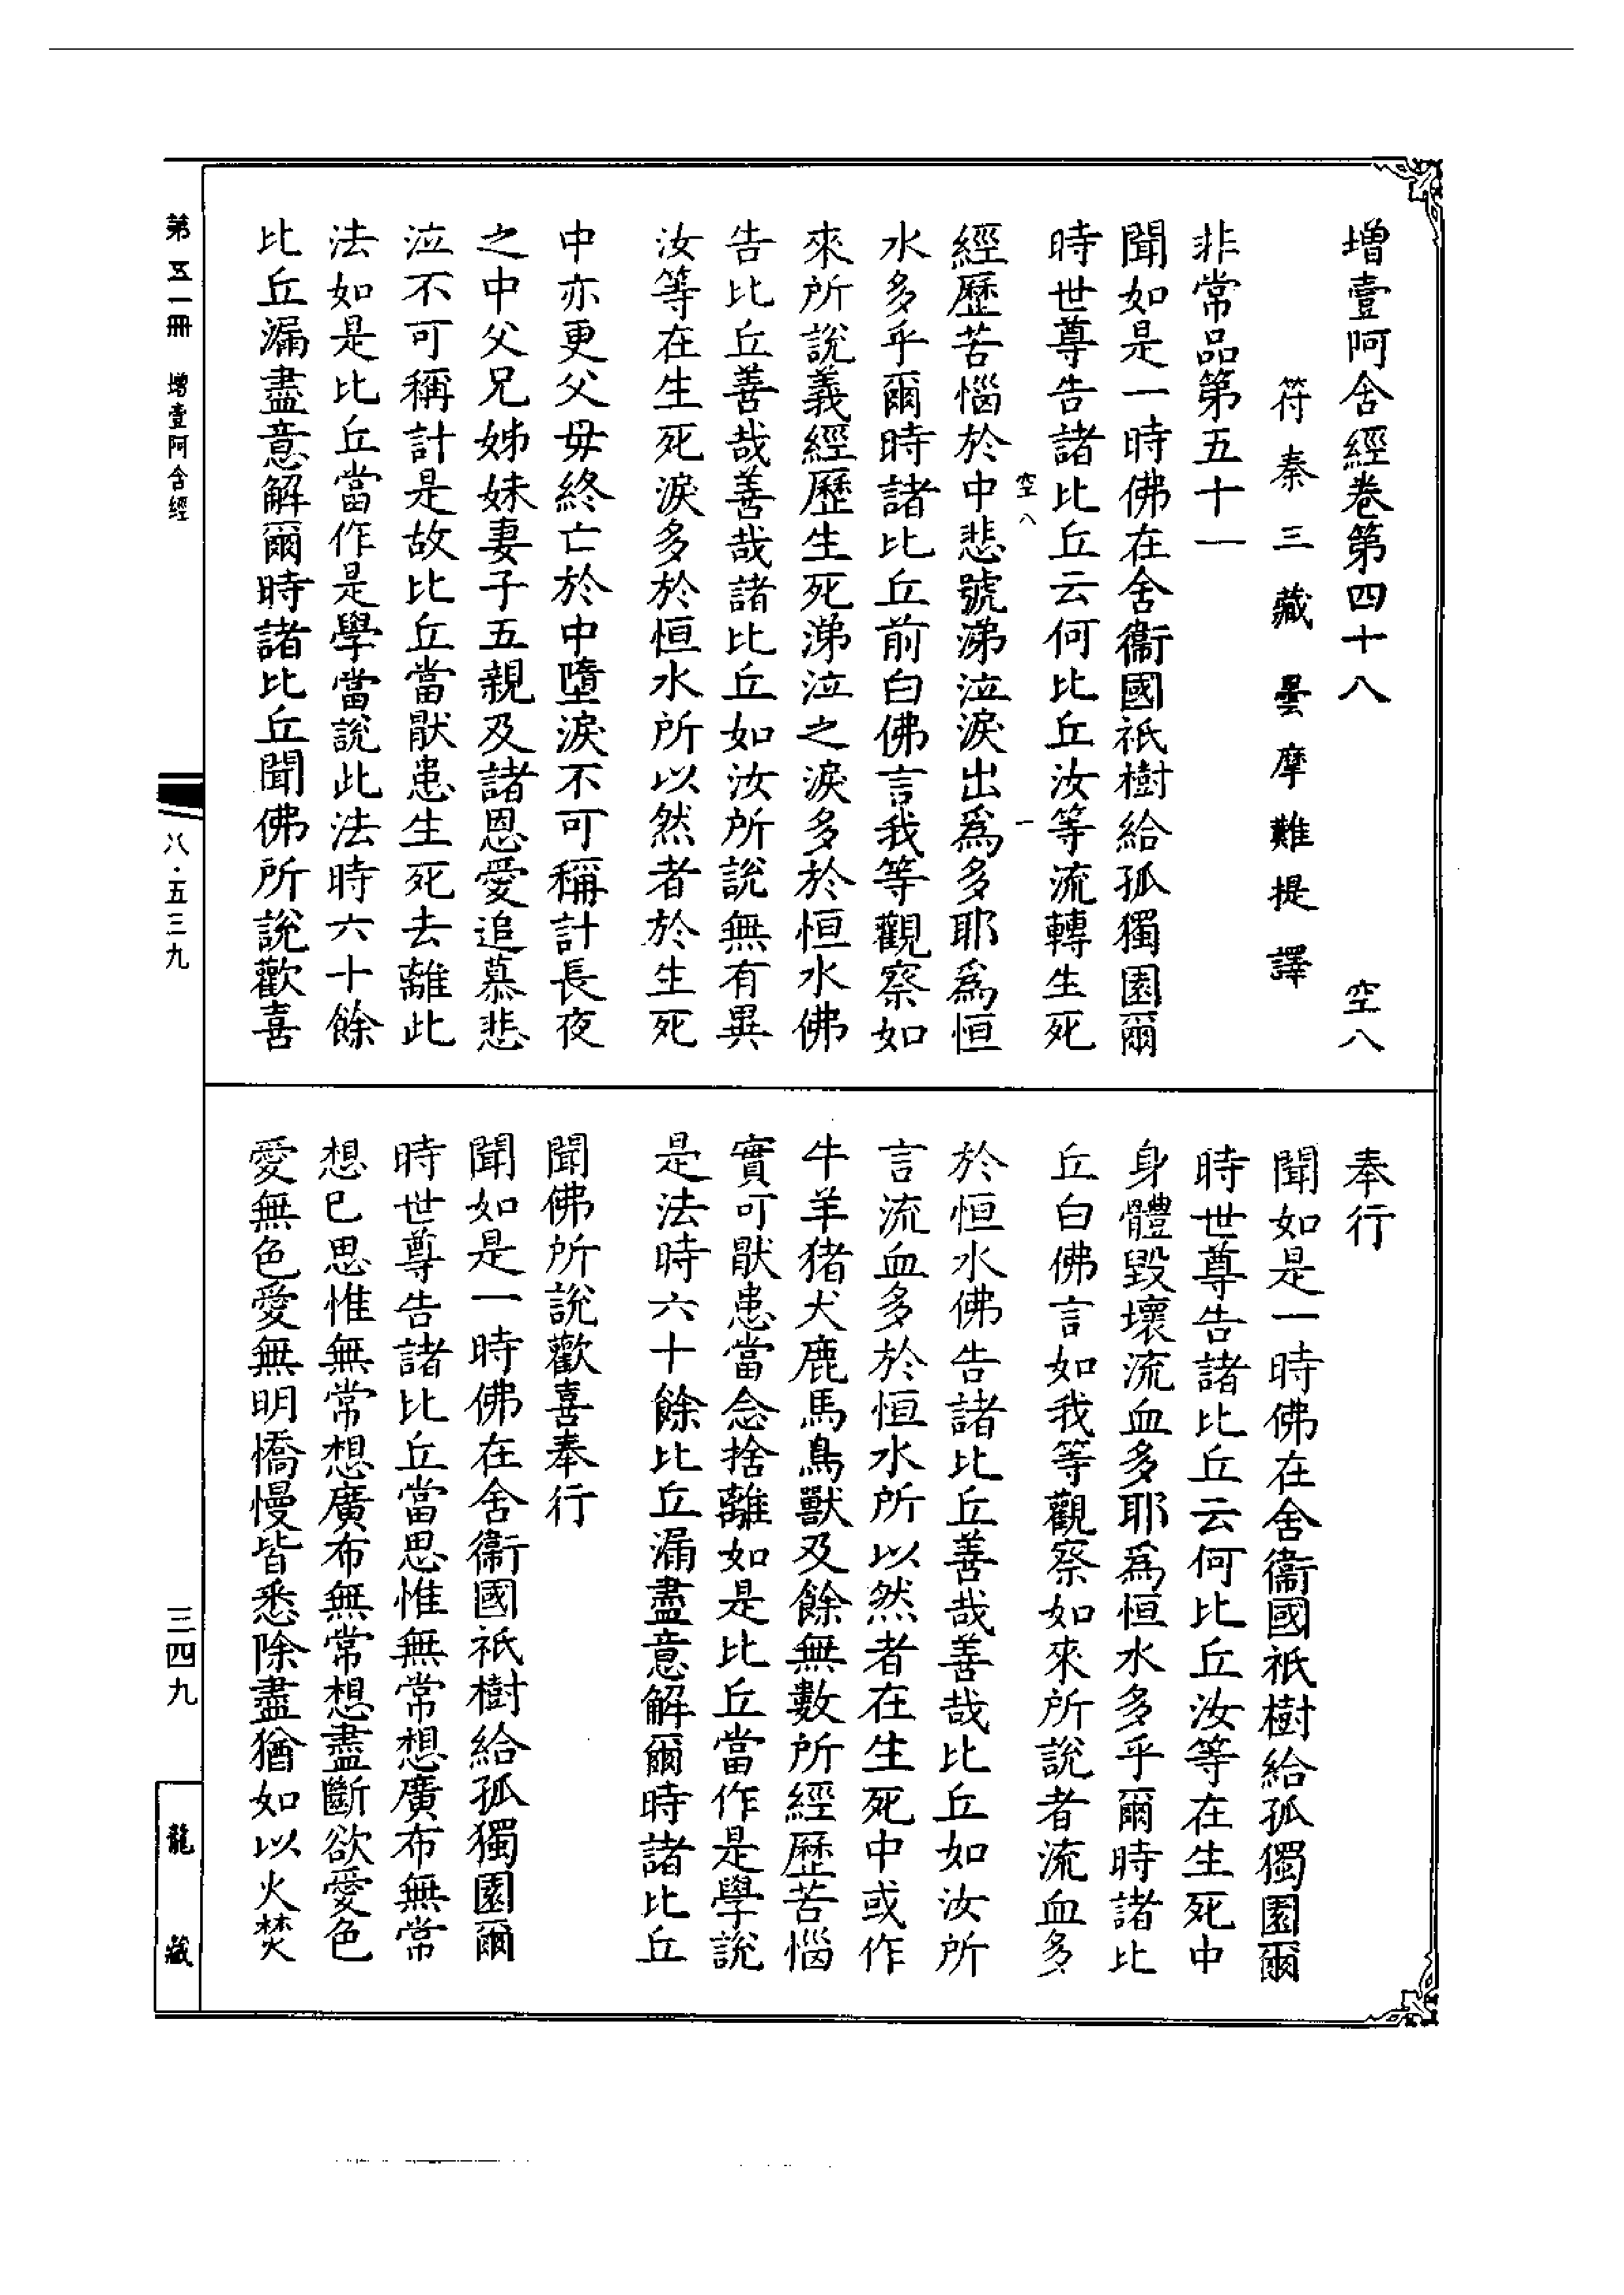 增壹阿含經卷第四十八　空八
符秦三藏曇摩難提譯
非常品第五十一
聞如是一時佛在舍衞國祇樹給孤獨園爾
時世尊告諸比丘云何比丘汝等流轉生死
空八　一
經歷苦惱於中悲號涕泣淚出爲多耶爲恒
水多乎爾時諸比丘前白佛言我等觀察如
來所說義經歷生死涕泣之淚多於恒水佛
告比丘善哉善哉諸比丘如汝所說無有異
汝等在生死淚多於恒水所以然者於生死
中亦更父母終亡於中墮淚不可稱計長夜
之中父兄姊妹妻子五親及諸恩愛追慕悲
泣不可稱計是故比丘當猒患生死去離此
法如是比丘當作是學當說此法時六十餘
比丘漏盡意解爾時諸比丘聞佛所說歡喜
奉行
聞如是一時佛在舍衞國祇樹給孤獨園爾
時世尊告諸比丘云何比丘汝等在生死中
身體毀壞流血多耶爲恒水多乎爾時諸比
丘白佛言如我等觀察如來所說者流血多
於恒水佛告諸比丘善哉善哉比丘如汝所
言流血多於恒水所以然者在生死中或作
牛羊猪犬鹿馬鳥獸及餘無數所經歷苦惱
實可猒患當念捨離如是比丘當作是學說
是法時六十餘比丘漏盡意解爾時諸比丘
聞佛所說歡喜奉行
聞如是一時佛在舍衞國祇樹給孤獨園爾
時世尊告諸比丘當思惟無常想廣布無常
想已思惟無常想廣布無常想盡斷欲愛色
愛無色愛無明憍慢皆悉除盡猶如以火焚
第五一冊　增壹阿含經
八·五三九
三四九
龍藏